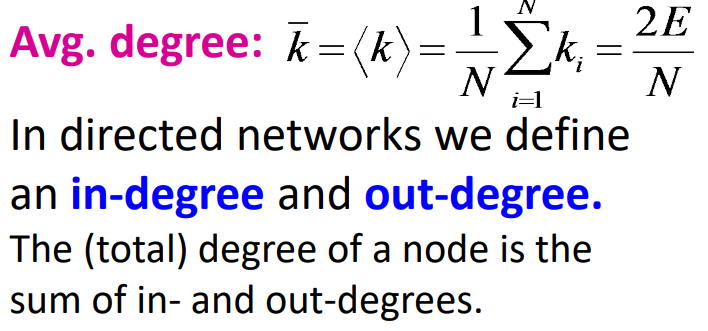 Avg. degree: k̄ = ⟨k⟩ = 1/N ∑_{i=1}^{N} k_i = 2E/N
In directed networks we define
an in-degree and out-degree.
The (total) degree of a node is the
sum of in- and out-degrees.